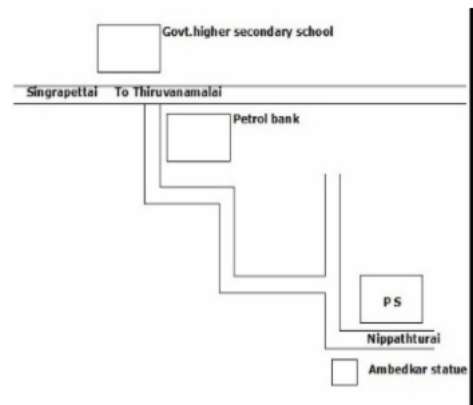 Govt.higher secondary school
Singrapettai To Thiruvanamalai
Petrol bank
P S
Nippathturai
Ambedkar statue